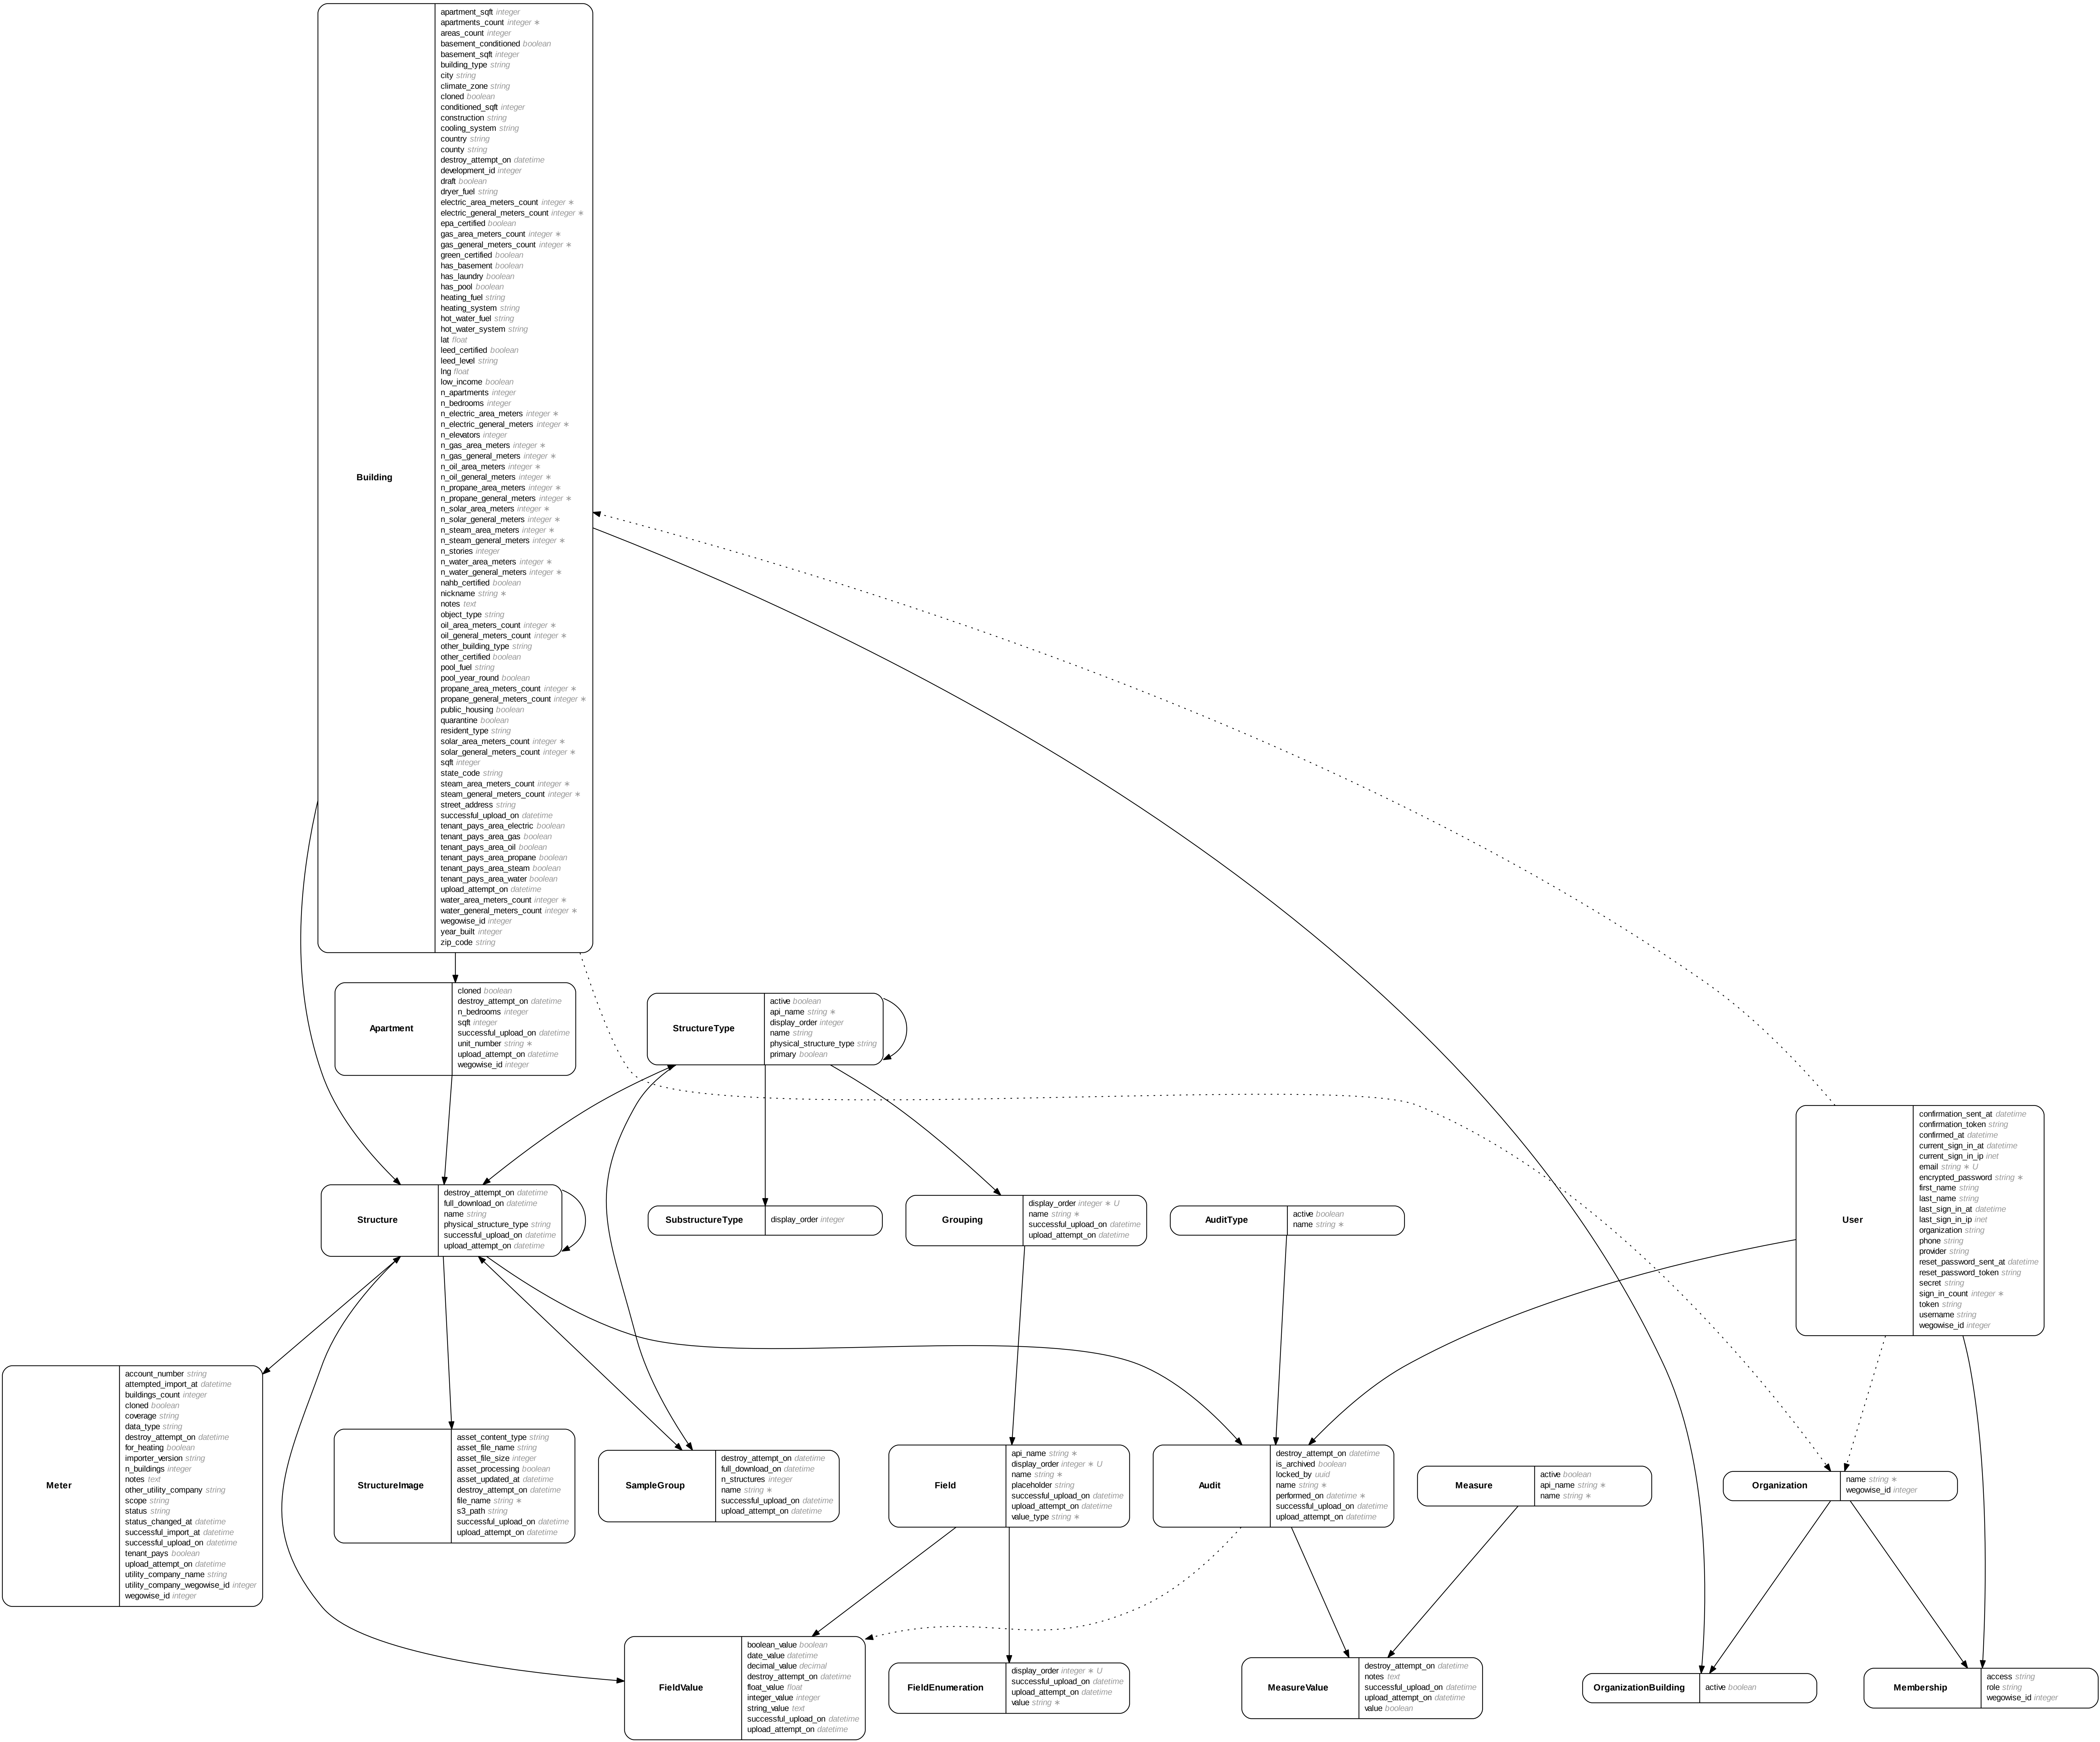 Building
apartment_sqft integer
apartments_count integer ∗
areas_count integer
basement_conditioned boolean
basement_sqft integer
building_type string
city string
climate_zone string
cloned boolean
conditioned_sqft integer
construction string
cooling_system string
country string
county string
destroy_attempt_on datetime
development_id integer
draft boolean
dryer_fuel string
electric_area_meters_count integer ∗
electric_general_meters_count integer ∗
epa_certified boolean
gas_area_meters_count integer ∗
gas_general_meters_count integer ∗
green_certified boolean
has_basement boolean
has_laundry boolean
has_pool boolean
heating_fuel string
heating_system string
hot_water_fuel string
hot_water_system string
lat float
leed_certified boolean
leed_level string
lng float
low_income boolean
n_apartments integer
n_bedrooms integer
n_electric_area_meters integer ∗
n_electric_general_meters integer ∗
n_elevators integer
n_gas_area_meters integer ∗
n_gas_general_meters integer ∗
n_oil_area_meters integer ∗
n_oil_general_meters integer ∗
n_propane_area_meters integer ∗
n_propane_general_meters integer ∗
n_solar_area_meters integer ∗
n_solar_general_meters integer ∗
n_steam_area_meters integer ∗
n_steam_general_meters integer ∗
n_stories integer
n_water_area_meters integer ∗
n_water_general_meters integer ∗
nahb_certified boolean
nickname string ∗
notes text
object_type string
oil_area_meters_count integer ∗
oil_general_meters_count integer ∗
other_building_type string
other_certified boolean
pool_fuel string
pool_year_round boolean
propane_area_meters_count integer ∗
propane_general_meters_count integer ∗
public_housing boolean
quarantine boolean
resident_type string
solar_area_meters_count integer ∗
solar_general_meters_count integer ∗
sqft integer
state_code string
steam_area_meters_count integer ∗
steam_general_meters_count integer ∗
street_address string
successful_upload_on datetime
tenant_pays_area_electric boolean
tenant_pays_area_gas boolean
tenant_pays_area_oil boolean
tenant_pays_area_propane boolean
tenant_pays_area_steam boolean
tenant_pays_area_water boolean
upload_attempt_on datetime
water_area_meters_count integer ∗
water_general_meters_count integer ∗
wegowise_id integer
year_built integer
zip_code string
Apartment
cloned boolean
destroy_attempt_on datetime
n_bedrooms integer
sqft integer
successful_upload_on datetime
unit_number string ∗
upload_attempt_on datetime
wegowise_id integer
StructureType
active boolean
api_name string ∗
display_order integer
name string
physical_structure_type string
primary boolean
User
confirmation_sent_at datetime
confirmation_token string
confirmed_at datetime
current_sign_in_at datetime
current_sign_in_ip inet
email string ∗ U
encrypted_password string ∗
first_name string
last_name string
last_sign_in_at datetime
last_sign_in_ip inet
organization string
phone string
provider string
reset_password_sent_at datetime
reset_password_token string
secret string
sign_in_count integer ∗
token string
username string
wegowise_id integer
Structure
destroy_attempt_on datetime
full_download_on datetime
name string
physical_structure_type string
successful_upload_on datetime
upload_attempt_on datetime
SubstructureType
display_order integer
Grouping
display_order integer ∗ U
name string ∗
successful_upload_on datetime
upload_attempt_on datetime
AuditType
active boolean
name string ∗
Meter
account_number string
attempted_import_at datetime
buildings_count integer
cloned boolean
coverage string
data_type string
destroy_attempt_on datetime
for_heating boolean
importer_version string
n_buildings integer
notes text
other_utility_company string
scope string
status string
status_changed_at datetime
successful_import_at datetime
successful_upload_on datetime
tenant_pays boolean
upload_attempt_on datetime
utility_company_name string
utility_company_wegowise_id integer
wegowise_id integer
StructureImage
asset_content_type string
asset_file_name string
asset_file_size integer
asset_processing boolean
asset_updated_at datetime
destroy_attempt_on datetime
file_name string ∗
s3_path string
successful_upload_on datetime
upload_attempt_on datetime
SampleGroup
destroy_attempt_on datetime
full_download_on datetime
n_structures integer
name string ∗
successful_upload_on datetime
upload_attempt_on datetime
Field
api_name string ∗
display_order integer ∗ U
name string ∗
placeholder string
successful_upload_on datetime
upload_attempt_on datetime
value_type string ∗
Audit
destroy_attempt_on datetime
is_archived boolean
locked_by uuid
name string ∗
performed_on datetime ∗
successful_upload_on datetime
upload_attempt_on datetime
Measure
active boolean
api_name string ∗
name string ∗
Organization
name string ∗
wegowise_id integer
FieldValue
boolean_value boolean
date_value datetime
decimal_value decimal
destroy_attempt_on datetime
float_value float
integer_value integer
string_value text
successful_upload_on datetime
upload_attempt_on datetime
FieldEnumeration
display_order integer ∗ U
successful_upload_on datetime
upload_attempt_on datetime
value string ∗
MeasureValue
destroy_attempt_on datetime
notes text
successful_upload_on datetime
upload_attempt_on datetime
value boolean
OrganizationBuilding
active boolean
Membership
access string
role string
wegowise_id integer